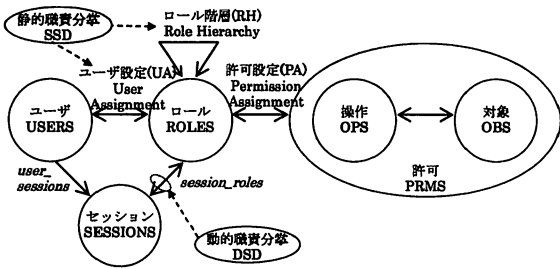 静的職責分掌
SSD
ロール階層(RH)
Role Hierarchy
ユーザ設定(UA)
User
Assignment
許可設定(PA)
Permission
Assignment
ユーザ
USERS
ロール
ROLES
操作
OPS
対象
OBS
許可
PRMS
user_
sessions
session_roles
セッション
SESSIONS
動的職責分掌
DSD